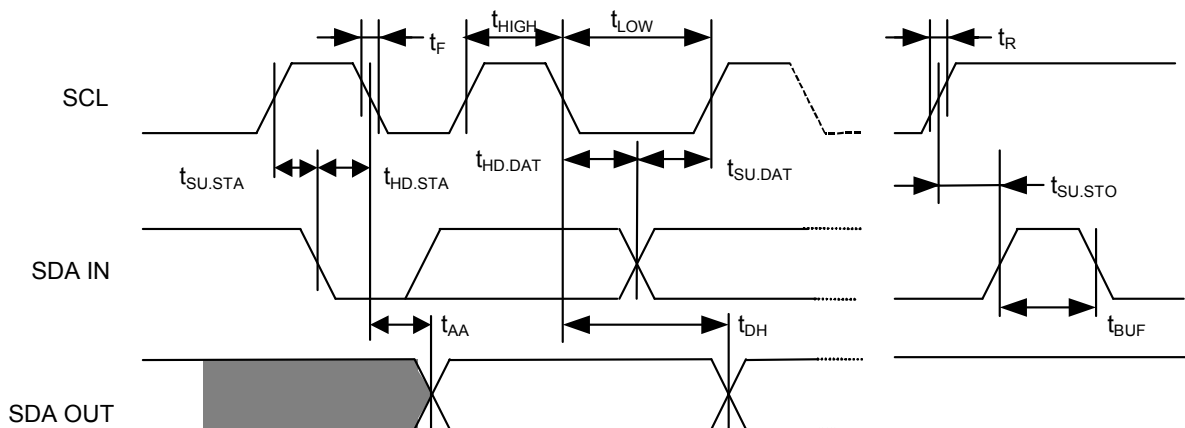 tF
tHIGH
tLOW
tR
SCL
tSU.STA
tHD.STA
tHD.DAT
tSU.DAT
tSU.STO
SDA IN
tAA
tDH
tBUF
SDA OUT